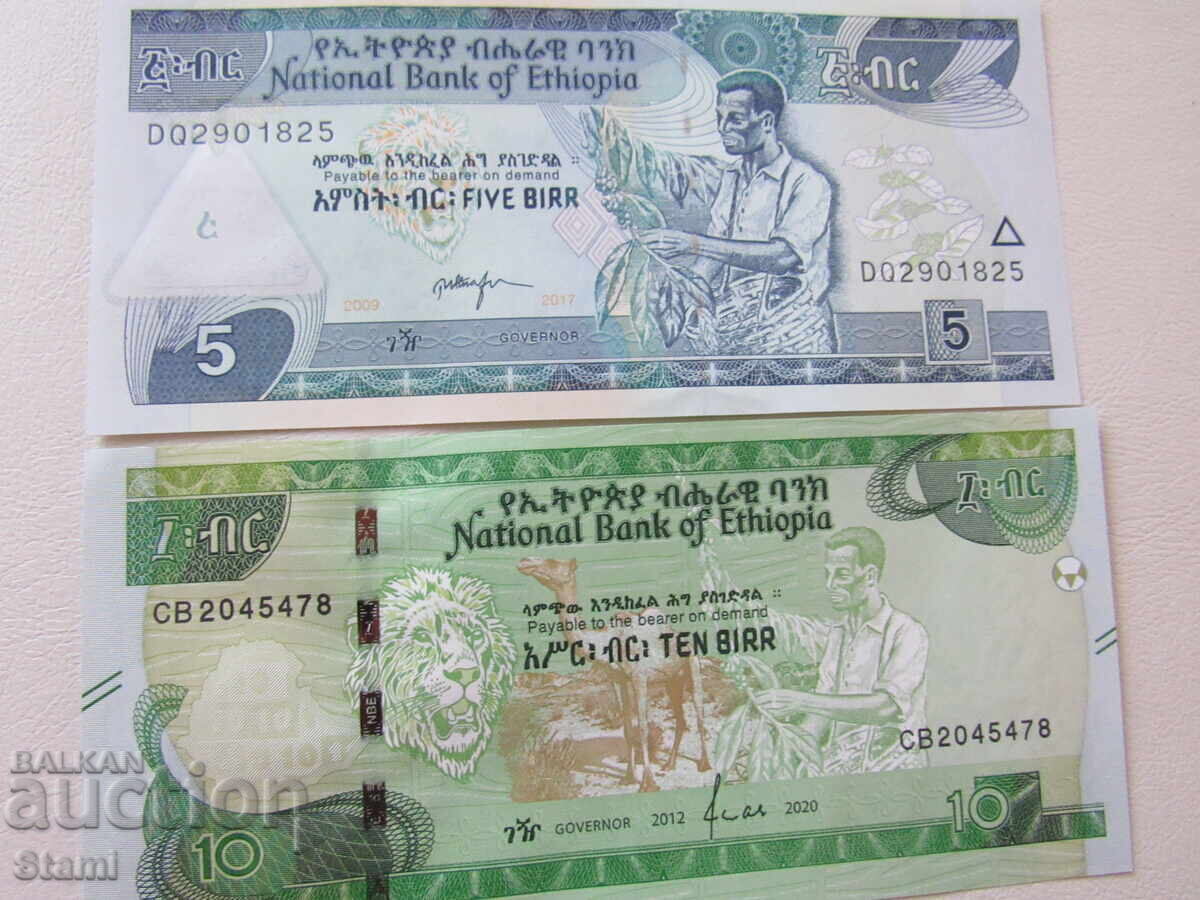 ፭፡ብር
የኢትዮጵያ ብሔራዊ ባንክ
፭፡ብር
National Bank of Ethiopia
DQ2901825
ላምጭው እንዲከፈል ሕግ ያስገድዳል ።
Payable to the bearer on demand
አምስት፡ ብር፡ FIVE BIRR
DQ2901825
2009
2017
5
ገዥ
GOVERNOR
5
፲፡ብር
የኢትዮጵያ ብሔራዊ ባንክ
፲፡ብር
National Bank of Ethiopia
CB2045478
ላምጭው እንዲከፈል ሕግ ያስገድዳል ።
Payable to the bearer on demand
አሥር፡ ብር፡ TEN BIRR
NBE
CB2045478
10
ገዥ GOVERNOR 2012 2020
10
BALKAN
auction
Stami